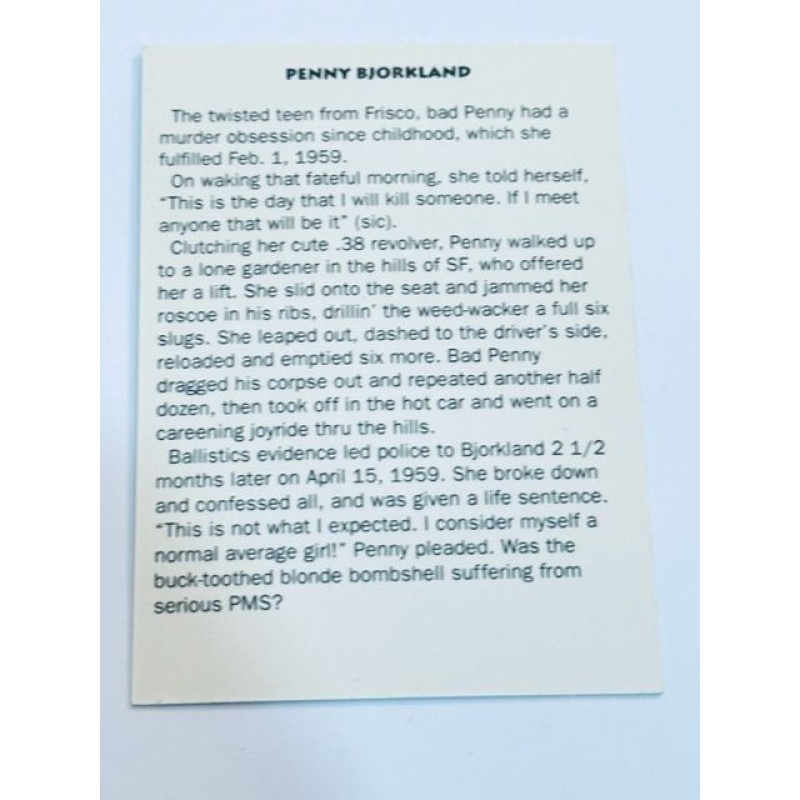 PENNY BJORKLAND
The twisted teen from Frisco, bad Penny had a
murder obsession since childhood, which she
fulfilled Feb. 1, 1959.
On waking that fateful morning, she told herself,
"This is the day that I will kill someone. If I meet
anyone that will be it" (sic).
Clutching her cute .38 revolver, Penny walked up
to a lone gardener in the hills of SF, who offered
her a lift. She slid onto the seat and jammed her
roscoe in his ribs, drillin' the weed-wacker a full six
slugs. She leaped out, dashed to the driver's side,
reloaded and emptied six more. Bad Penny
dragged his corpse out and repeated another half
dozen, then took off in the hot car and went on a
careening joyride thru the hills.
Ballistics evidence led police to Bjorkland 2 1/2
months later on April 15, 1959. She broke down
and confessed all, and was given a life sentence.
"This is not what I expected. I consider myself a
normal average girl!" Penny pleaded. Was the
buck-toothed blonde bombshell suffering from
serious PMS?